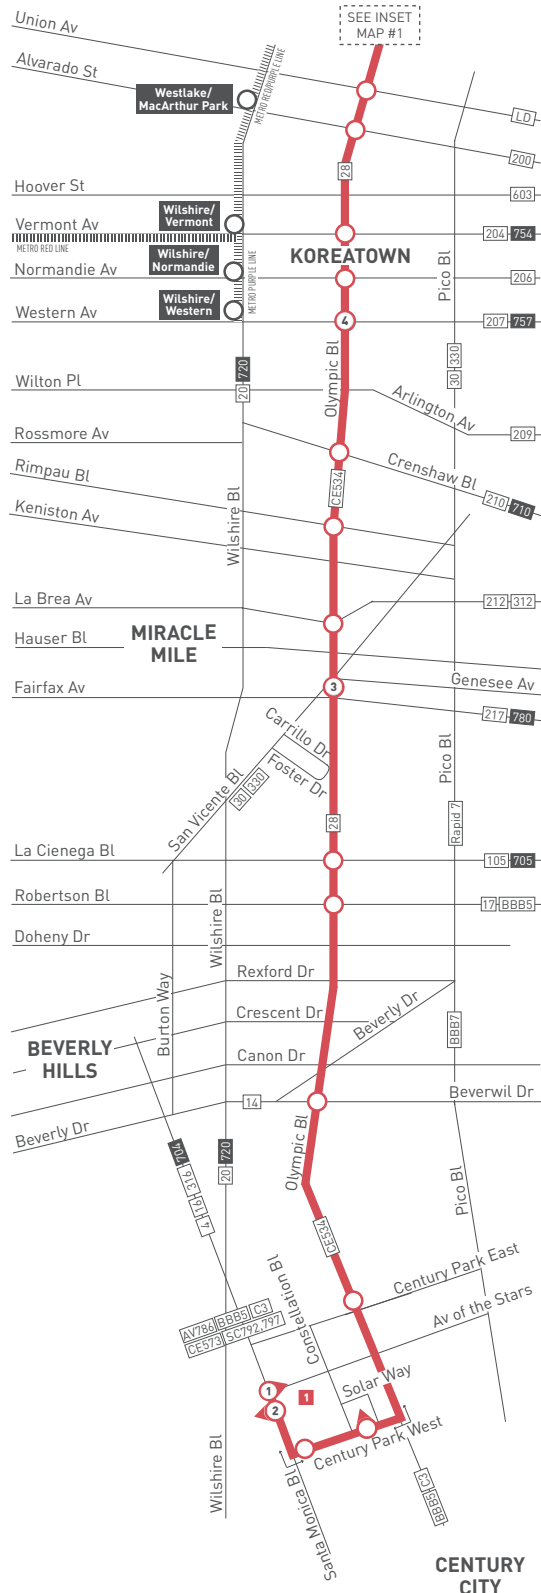 SEE INSET
MAP #1
Union Av
LD
Alvarado St
200
Westlake/
MacArthur Park
METRO RED/PURPLE LINE
28
Hoover St
603
Wilshire/
Vermont
Vermont Av
204 754
METRO RED LINE
KOREATOWN
Wilshire/
Normandie
Normandie Av
206
METRO PURPLE LINE
Pico Bl
Wilshire/
Western
Western Av
4
207 757
Olympic Bl
30 330
20 720
Wilton Pl
Arlington Av
209
Rossmore Av
Crenshaw Bl
210 710
Rimpau Bl
CE534
Keniston Av
Wilshire Bl
La Brea Av
212 312
Hauser Bl
MIRACLE
MILE
Genesee Av
Fairfax Av
3
217 780
Carrillo Dr
Foster Dr
San Vicente Bl
30 330
Pico Bl
Rapid 7
28
La Cienega Bl
105 705
Robertson Bl
17 BBB5
Wilshire Bl
Doheny Dr
Burton Way
Rexford Dr
Crescent Dr
Beverly Dr
BBB7
BEVERLY
HILLS
Canon Dr
14
Beverwil Dr
Beverly Dr
Olympic Bl
704
4 16 316
20 720
Pico Bl
CE534
Century Park East
Constellation Bl
AV786 BBB5 C3
CE573 SC792,797
Av of the Stars
1
1
Solar Way
2
Century Park West
Wilshire Bl
Santa Monica Bl
BBB5 C3
CENTURY
CITY